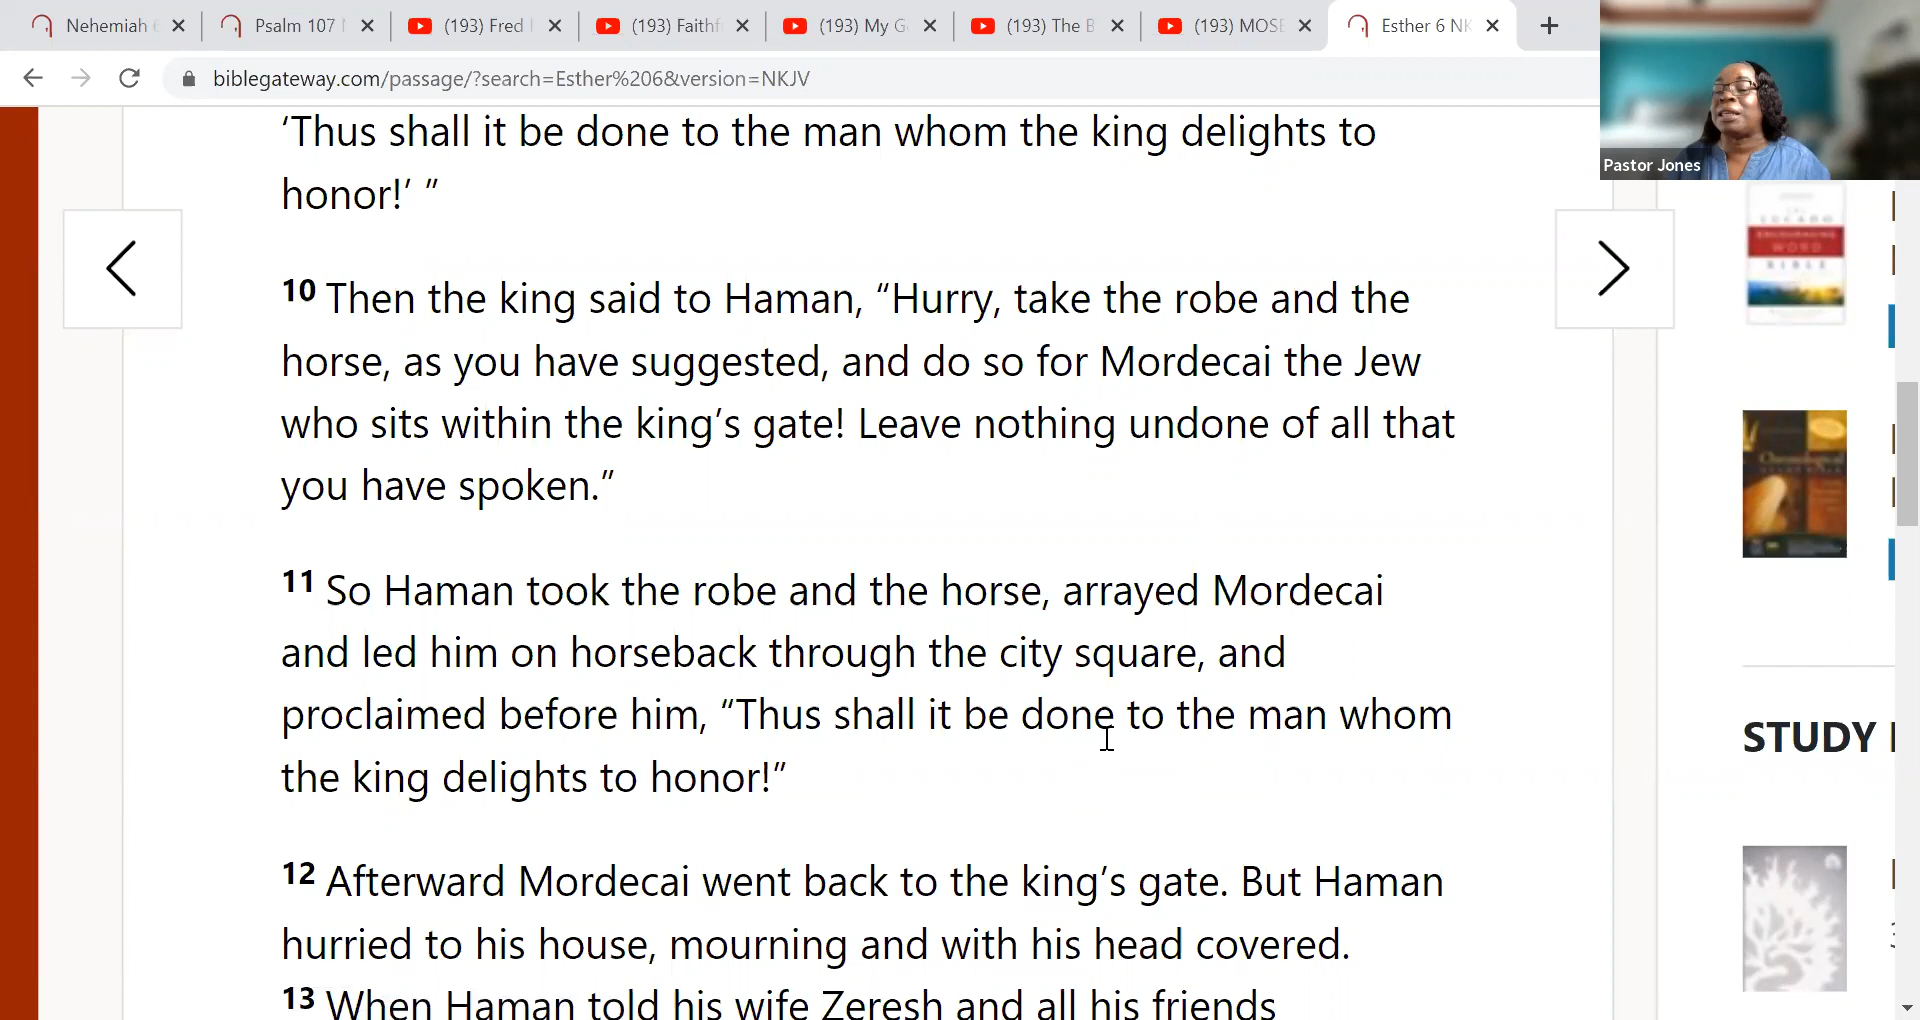 Nehemiah 6
Psalm 107
(193) Fred
(193) Faithf
(193) My G
(193) The B
(193) MOSE
Esther 6 NK
biblegateway.com/passage/?search=Esther%206&version=NKJV
Pastor Jones
‘Thus shall it be done to the man whom the king delights to
honor!’ ”
10 Then the king said to Haman, “Hurry, take the robe and the
horse, as you have suggested, and do so for Mordecai the Jew
who sits within the king’s gate! Leave nothing undone of all that
you have spoken.”
11 So Haman took the robe and the horse, arrayed Mordecai
and led him on horseback through the city square, and
proclaimed before him, “Thus shall it be done to the man whom
the king delights to honor!”
12 Afterward Mordecai went back to the king’s gate. But Haman
hurried to his house, mourning and with his head covered.
13 When Haman told his wife Zeresh and all his friends
LUCADO
ENCOURAGING
WORD
BIBLE
STUDY